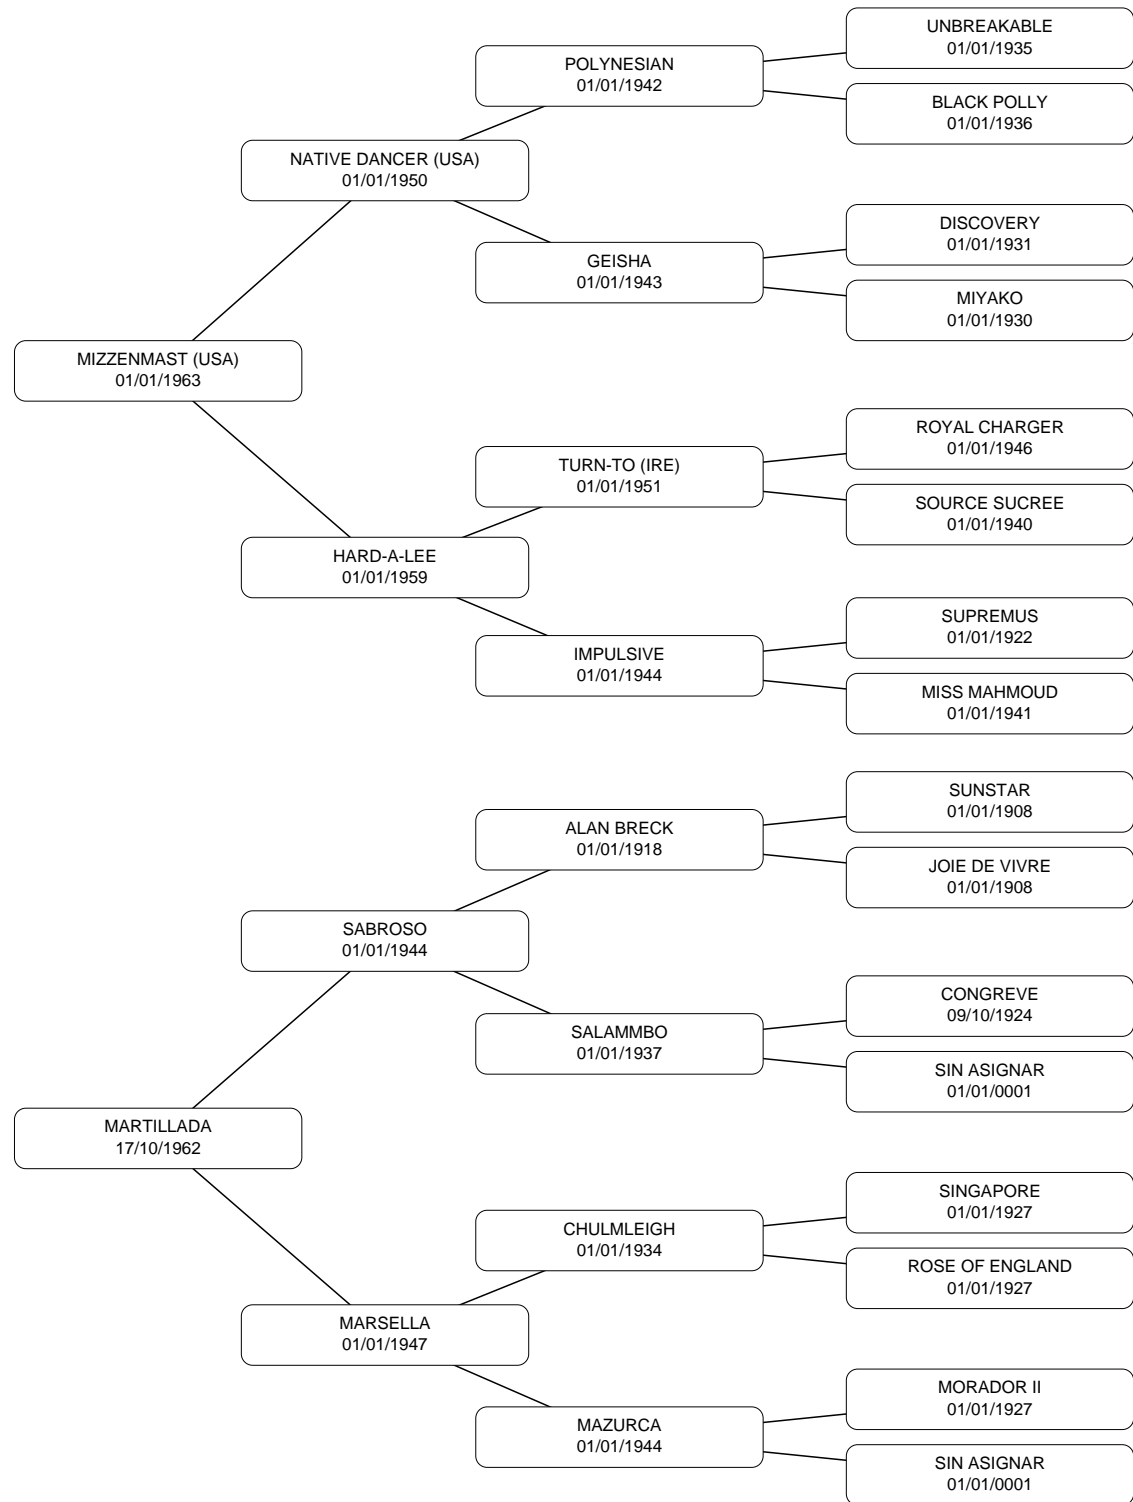 UNBREAKABLE
01/01/1935
POLYNESIAN
01/01/1942
BLACK POLLY
01/01/1936
NATIVE DANCER (USA)
01/01/1950
DISCOVERY
01/01/1931
GEISHA
01/01/1943
MIYAKO
01/01/1930
MIZZENMAST (USA)
01/01/1963
ROYAL CHARGER
01/01/1946
TURN-TO (IRE)
01/01/1951
SOURCE SUCREE
01/01/1940
HARD-A-LEE
01/01/1959
SUPREMUS
01/01/1922
IMPULSIVE
01/01/1944
MISS MAHMOUD
01/01/1941
SUNSTAR
01/01/1908
ALAN BRECK
01/01/1918
JOIE DE VIVRE
01/01/1908
SABROSO
01/01/1944
CONGREVE
09/10/1924
SALAMMBO
01/01/1937
SIN ASIGNAR
01/01/0001
MARTILLADA
17/10/1962
SINGAPORE
01/01/1927
CHULMLEIGH
01/01/1934
ROSE OF ENGLAND
01/01/1927
MARSELLA
01/01/1947
MORADOR II
01/01/1927
MAZURCA
01/01/1944
SIN ASIGNAR
01/01/0001